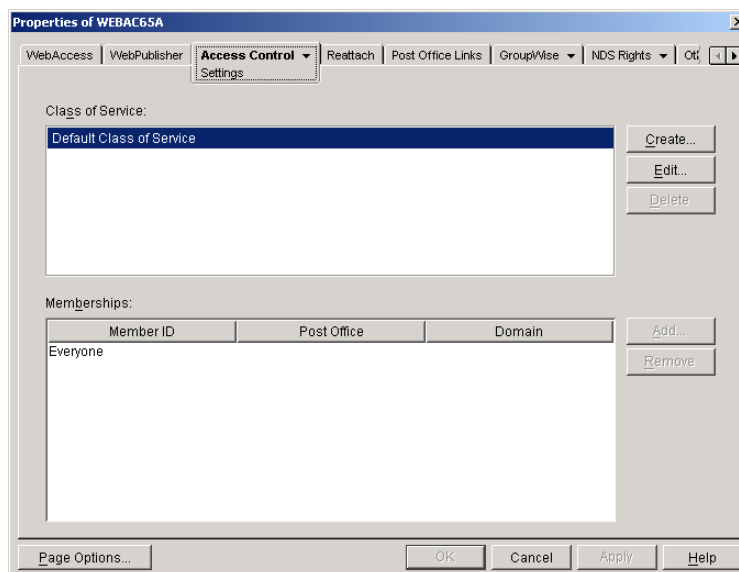 Properties of WEBAC65A
WebAccess WebPublisher Access Control Reattach Post Office Links GroupWise NDS Rights
Settings
Class of Service:
Default Class of Service
Create...
Edit...
Delete
Memberships:
Member ID Post Office Domain
Everyone
Add...
Remove
Page Options... OK Cancel Apply Help